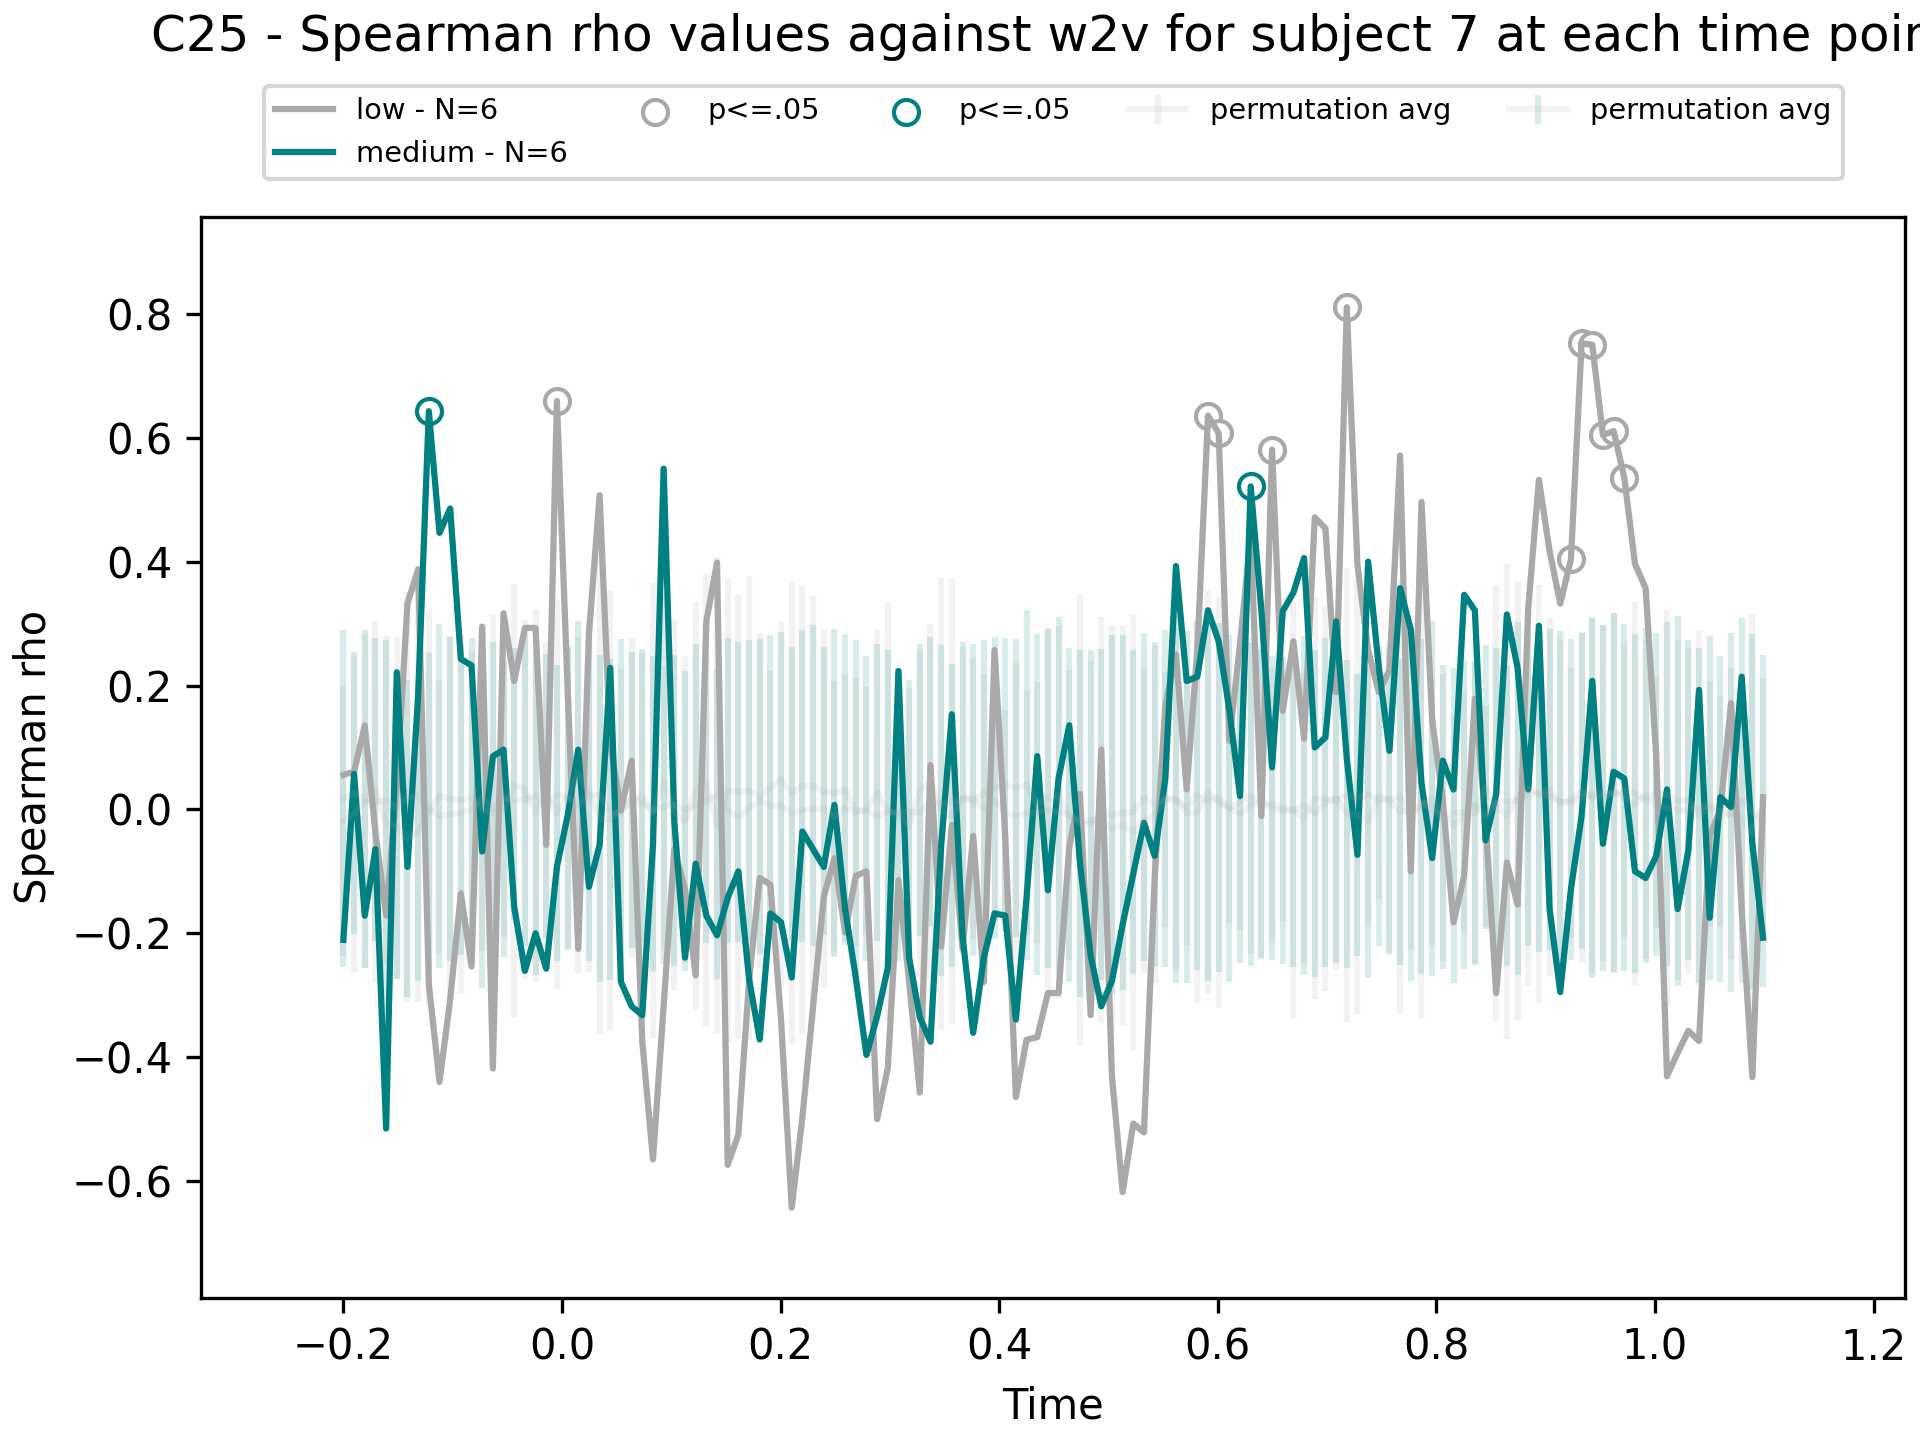 C25 - Spearman rho values against w2v for subject 7 at each time
low - N=6 p<=.05 p<=.05 permutation avg permutation avg
medium - N=6
Spearman rho
0.8
0.6
0.4
0.2
0.0
−0.2
−0.4
−0.6
−0.2 0.0 0.2 0.4 0.6 0.8 1.0 1.2
Time